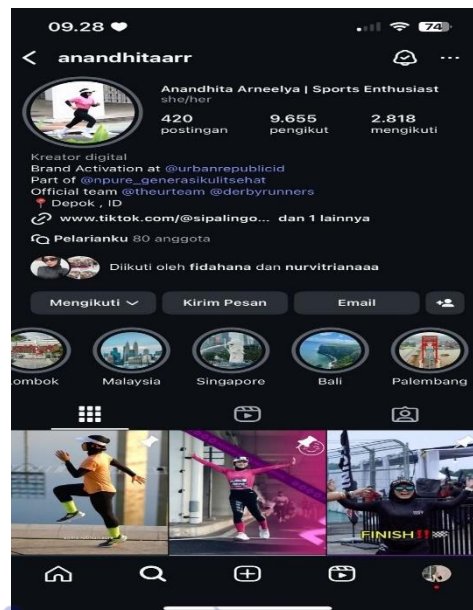 09.28
74
anandhitaarr
Anandhita Arneelya | Sports Enthusiast
she/her
420 9.655 2.818
postingan pengikut mengikuti
Kreator digital
Brand Activation at @urbanrepublicid
Part of @npure_generasikulitsehat
Official team @theurteam @derbyrunners
Depok , ID
www.tiktok.com/@sipalingo... dan 1 lainnya
Pelarianku 80 anggota
Diikuti oleh fidahana dan nurvitrianaaa
Mengikuti Kirim Pesan Email
ombok Malaysia Singapore Bali Palembang
FINISH!!